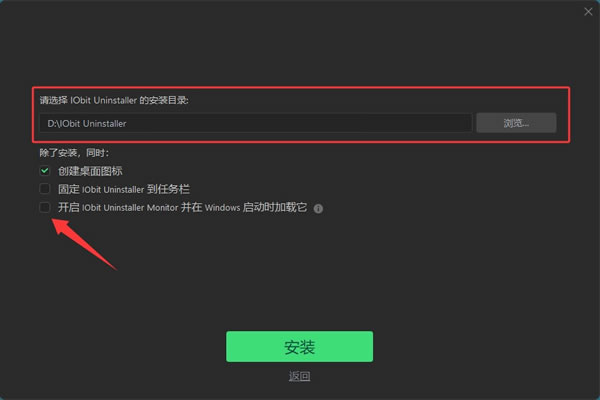 请选择 IObit Uninstaller 的安装目录:
D:\IObit Uninstaller
浏览...
除了安装，同时：
创建桌面图标
固定 IObit Uninstaller 到任务栏
开启 IObit Uninstaller Monitor 并在 Windows 启动时加载它
安装
返回